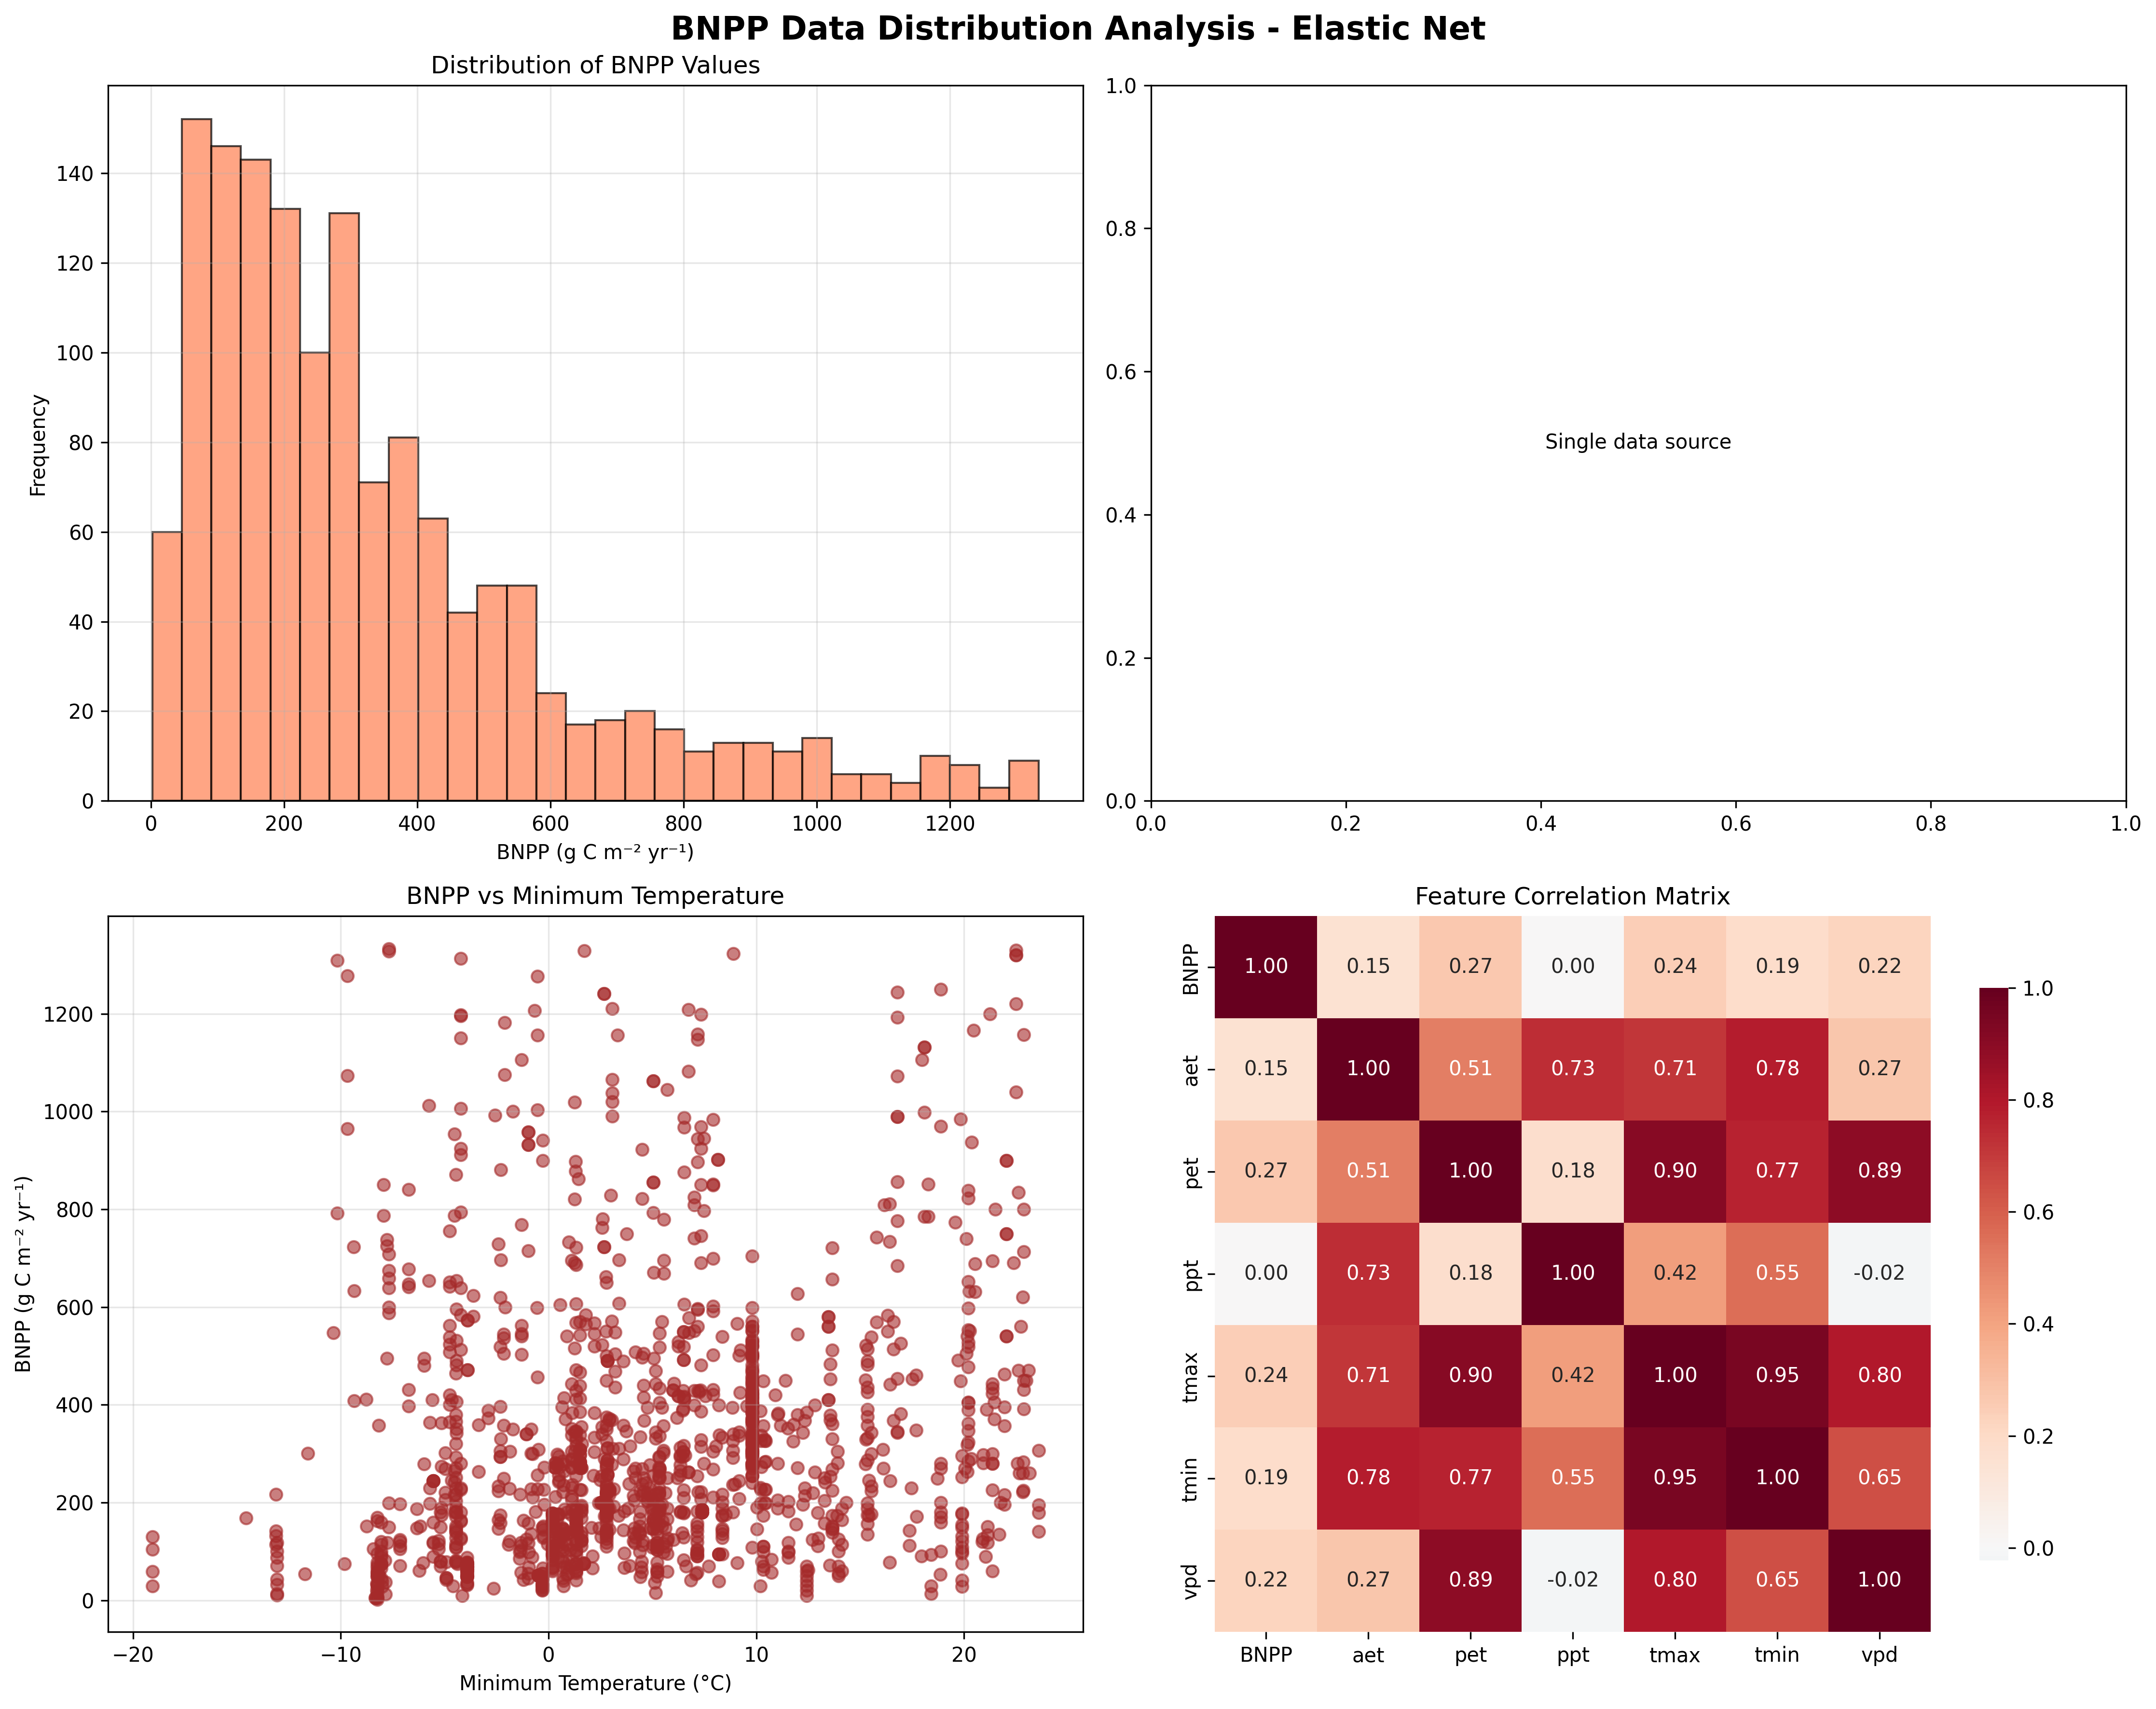 BNPP Data Distribution Analysis - Elastic Net
Distribution of BNPP Values
Frequency
140
120
100
80
60
40
20
0
0 200 400 600 800 1000 1200
BNPP (g C m⁻² yr⁻¹)
1.0
0.8
0.6
0.4
0.2
0.0
Single data source
0.0 0.2 0.4 0.6 0.8 1.0
BNPP vs Minimum Temperature
BNPP (g C m⁻² yr⁻¹)
1200
1000
800
600
400
200
0
−20 −10 0 10 20
Minimum Temperature (°C)
Feature Correlation Matrix
BNPP 1.00 0.15 0.27 0.00 0.24 0.19 0.22
aet 0.15 1.00 0.51 0.73 0.71 0.78 0.27
pet 0.27 0.51 1.00 0.18 0.90 0.77 0.89
ppt 0.00 0.73 0.18 1.00 0.42 0.55 -0.02
tmax 0.24 0.71 0.90 0.42 1.00 0.95 0.80
tmin 0.19 0.78 0.77 0.55 0.95 1.00 0.65
vpd 0.22 0.27 0.89 -0.02 0.80 0.65 1.00
BNPP aet pet ppt tmax tmin vpd
1.0
0.8
0.6
0.4
0.2
0.0